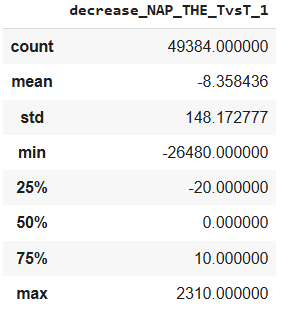 decrease_NAP_THE_TvsT_1
count 49384.000000
mean -8.358436
std 148.172777
min -26480.000000
25% -20.000000
50% 0.000000
75% 10.000000
max 2310.000000